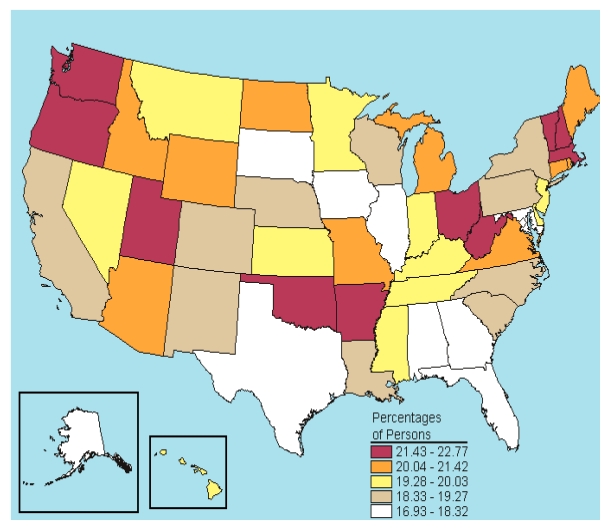 Percentages
of Persons
21.43 - 22.77
20.04 - 21.42
19.28 - 20.03
18.33 - 19.27
16.93 - 18.32